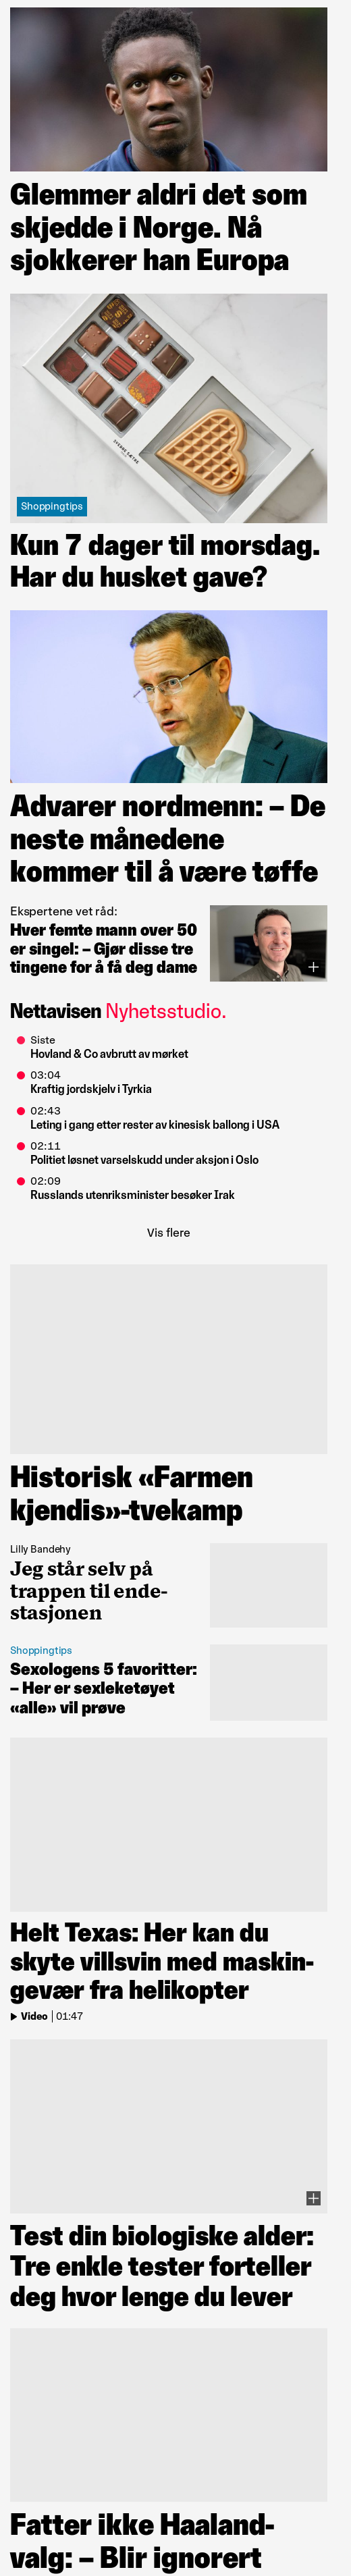 Glemmer aldri det som
skjedde i Norge. Nå
sjokkerer han Europa
Shoppingtips
Kun 7 dager til morsdag.
Har du husket gave?
Advarer nordmenn: – De
neste månedene
kommer til å være tøffe
Ekspertene vet råd:
Hver femte mann over 50
er singel: – Gjør disse tre
tingene for å få deg dame
Nettavisen Nyhetsstudio.
Siste
Hovland & Co avbrutt av mørket
03:04
Kraftig jordskjelv i Tyrkia
02:43
Leting i gang etter rester av kinesisk ballong i USA
02:11
Politiet løsnet varselskudd under aksjon i Oslo
02:09
Russlands utenriksminister besøker Irak
Vis flere
Historisk «Farmen
kjendis»-tvekamp
Lilly Bandehy
Jeg står selv på
trappen til ende-
stasjonen
Shoppingtips
Sexologens 5 favoritter:
– Her er sexleketøyet
«alle» vil prøve
Helt Texas: Her kan du
skyte villsvin med maskin-
gevær fra helikopter
Video | 01:47
Test din biologiske alder:
Tre enkle tester forteller
deg hvor lenge du lever
Fatter ikke Haaland-
valg: – Blir ignorert